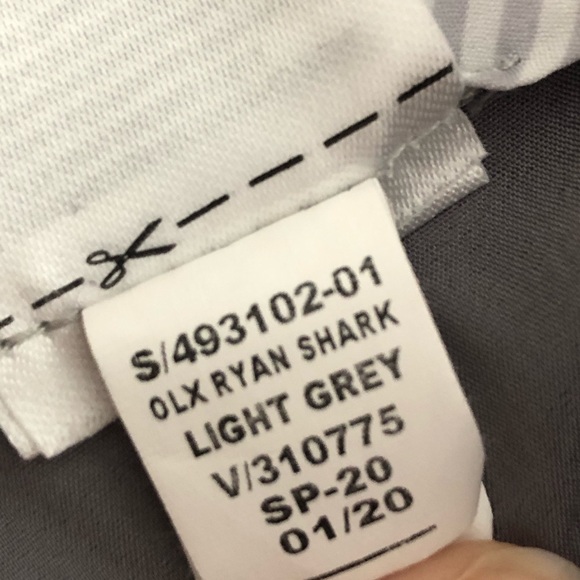 S/493102-01
OLX RYAN SHARK
LIGHT GREY
V/310775
SP-20
01/20